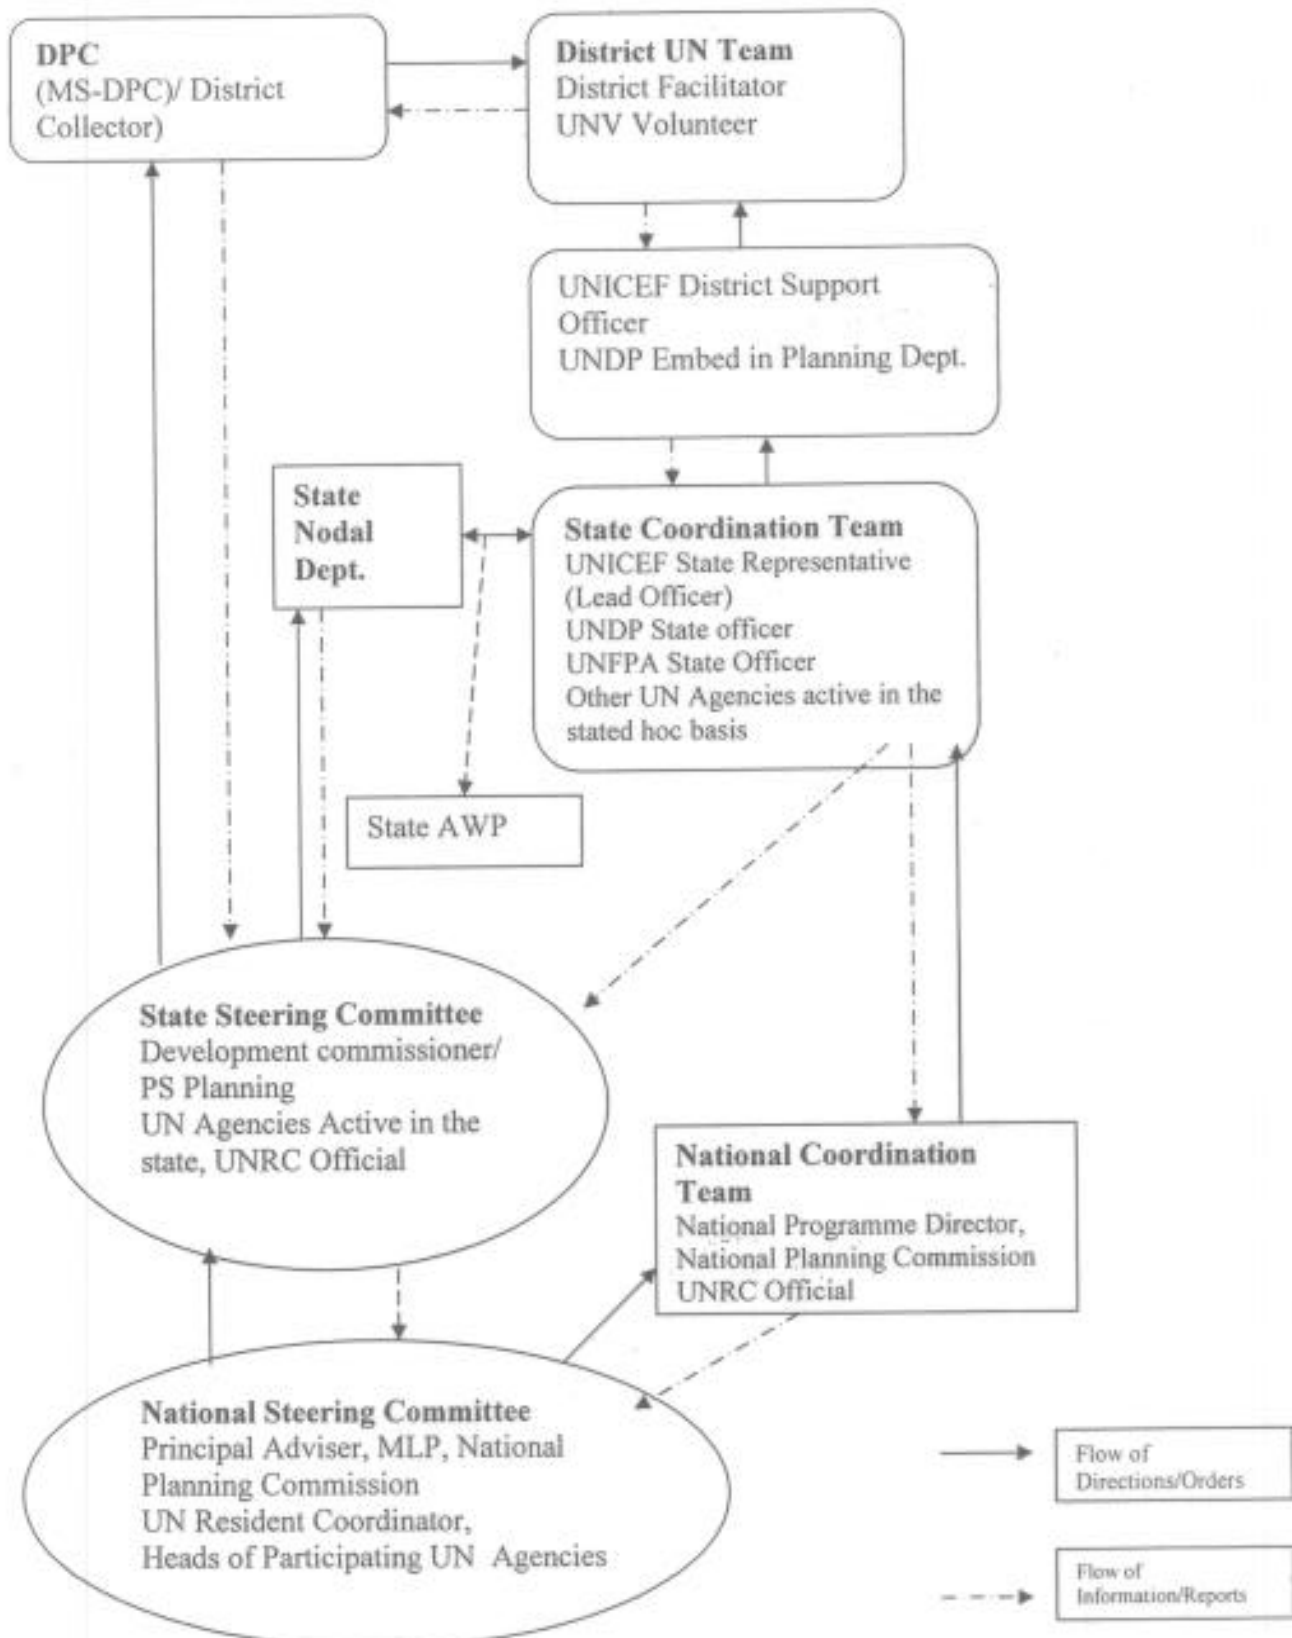 DPC
(MS-DPC)/ District
Collector)
District UN Team
District Facilitator
UNV Volunteer
UNICEF District Support
Officer
UNDP Embed in Planning Dept.
State
Nodal
Dept.
State Coordination Team
UNICEF State Representative
(Lead Officer)
UNDP State officer
UNFPA State Officer
Other UN Agencies active in the
stated hoc basis
State AWP
State Steering Committee
Development commissioner/
PS Planning
UN Agencies Active in the
state, UNRC Official
National Coordination
Team
National Programme Director,
National Planning Commission
UNRC Official
National Steering Committee
Principal Adviser, MLP, National
Planning Commission
UN Resident Coordinator,
Heads of Participating UN Agencies
Flow of
Directions/Orders
Flow of
Information/Reports